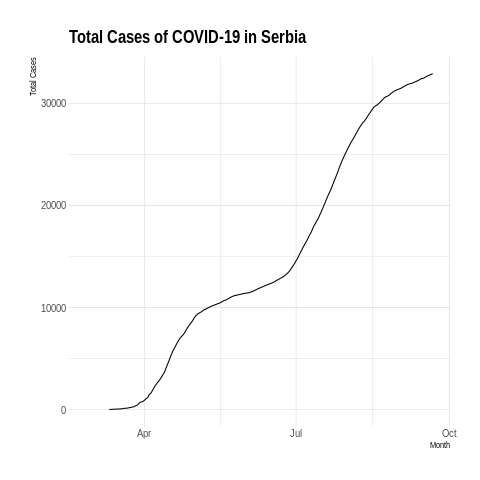 Total Cases of COVID-19 in Serbia
Total Cases
30000
20000
10000
0
Apr
Jul
Oct
Month